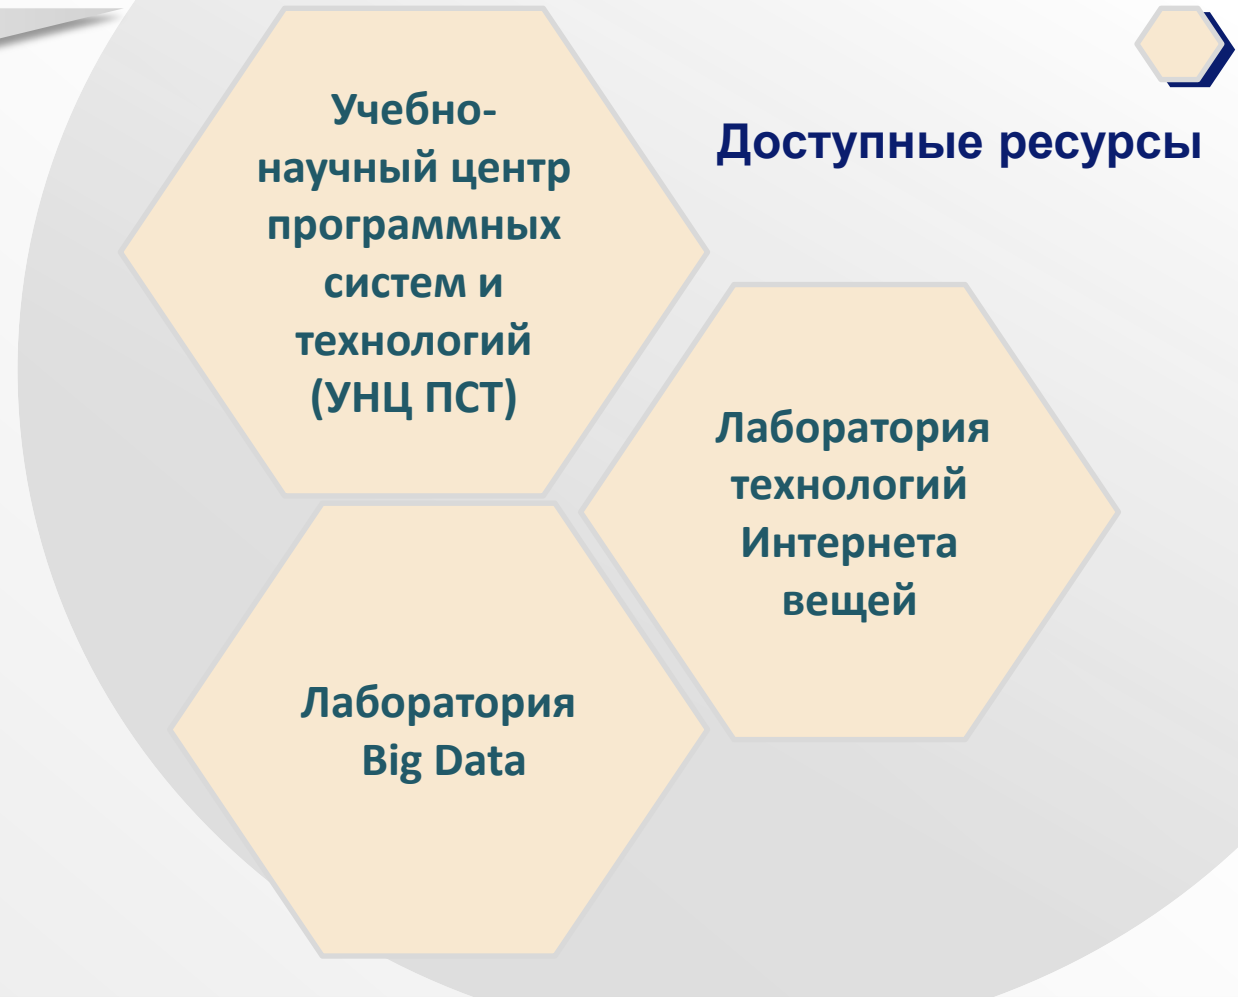 Учебно-
научный центр
программных
систем и
технологий
(УНЦ ПСТ)
Доступные ресурсы
Лаборатория
технологий
Интернета
вещей
Лаборатория
Big Data